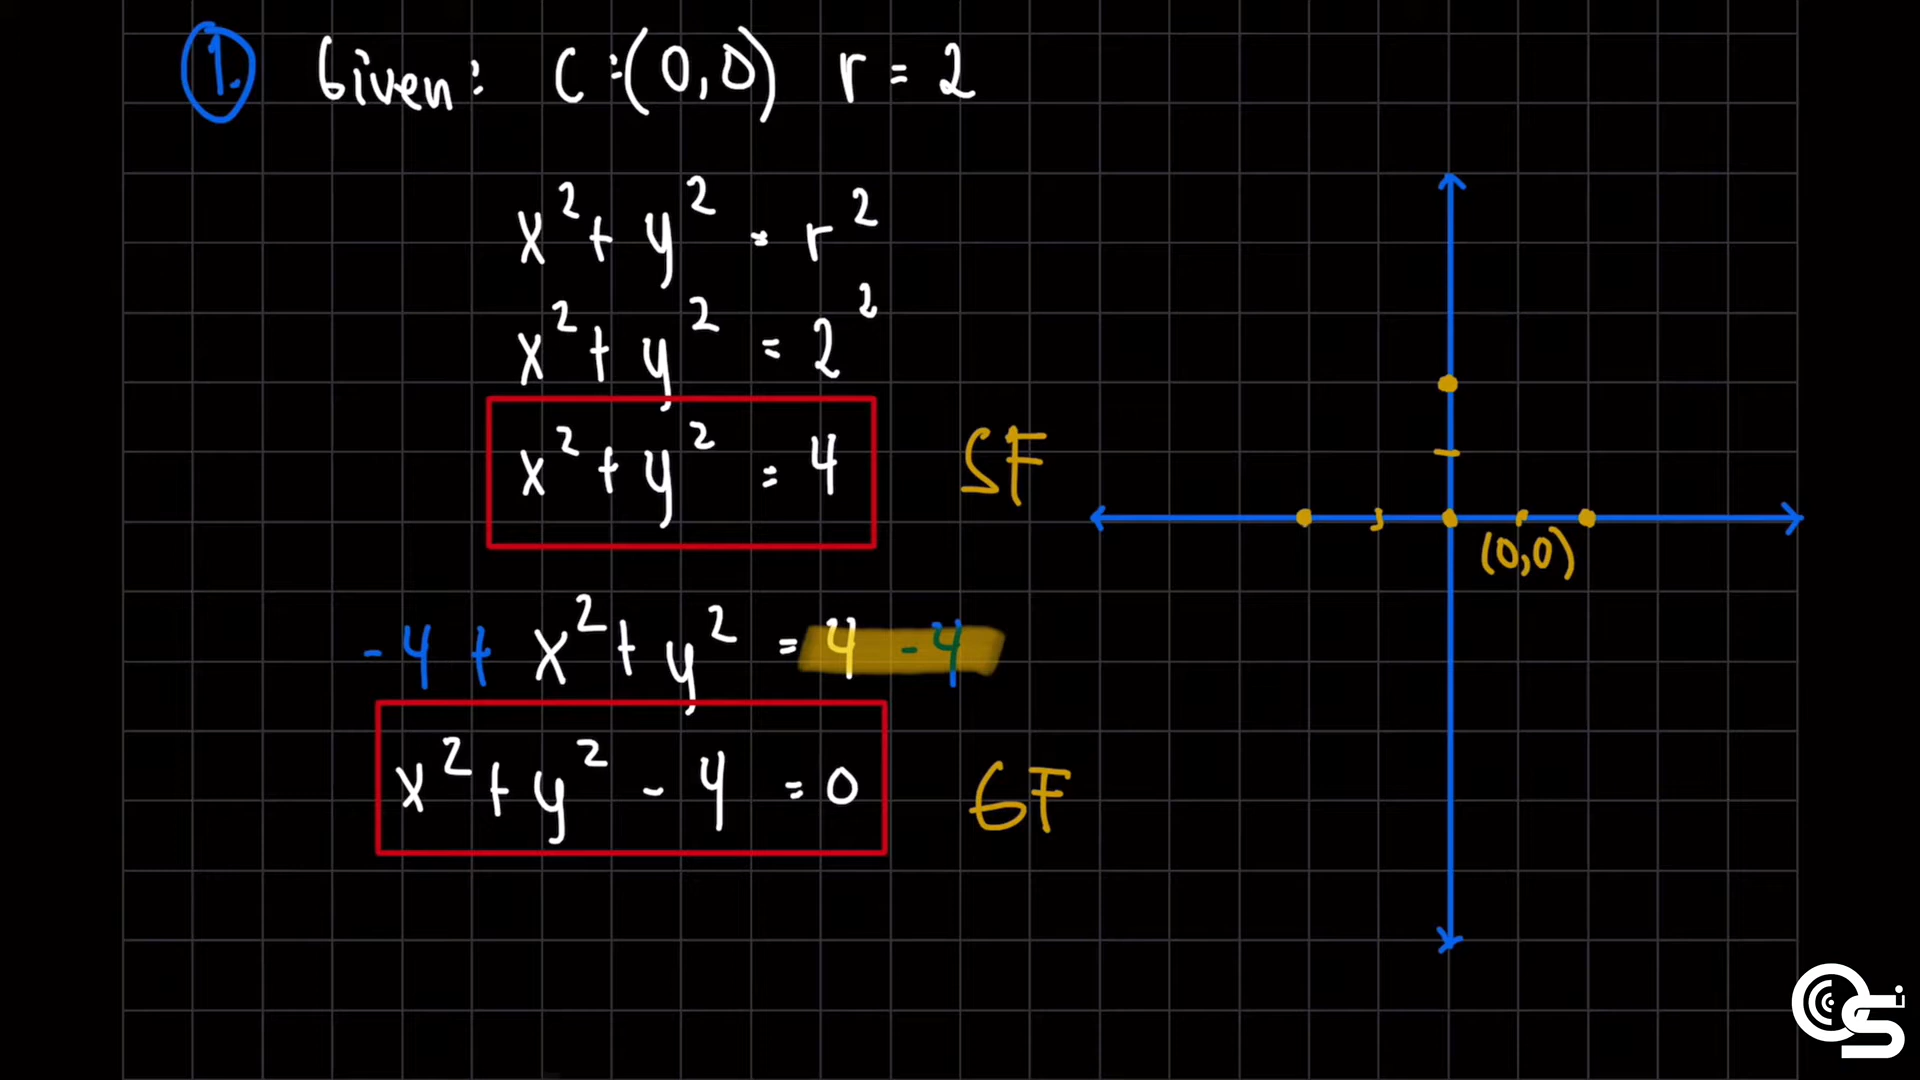 1. Given: C:(0,0) r = 2
x² + y² = r²
x² + y² = 2²
x² + y² = 4 SF
-4 + x² + y² = 4 - 4
x² + y² - 4 = 0 GF
(0,0)